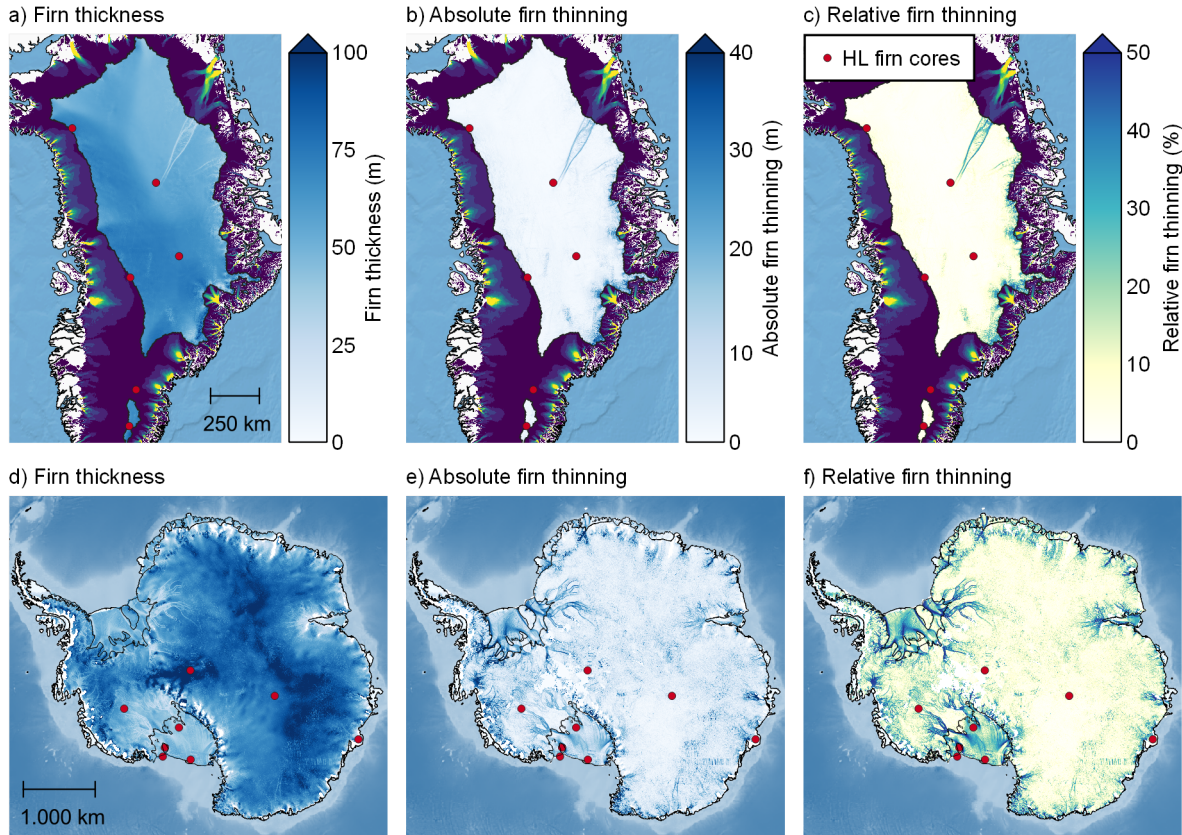 a) Firn thickness
b) Absolute firn thinning
c) Relative firn thinning
100
75
50
25
0
Firn thickness (m)
250 km
40
30
20
10
0
Absolute firn thinning (m)
HL firn cores
50
40
30
20
10
0
Relative firn thinning (%)
d) Firn thickness
e) Absolute firn thinning
f) Relative firn thinning
1.000 km